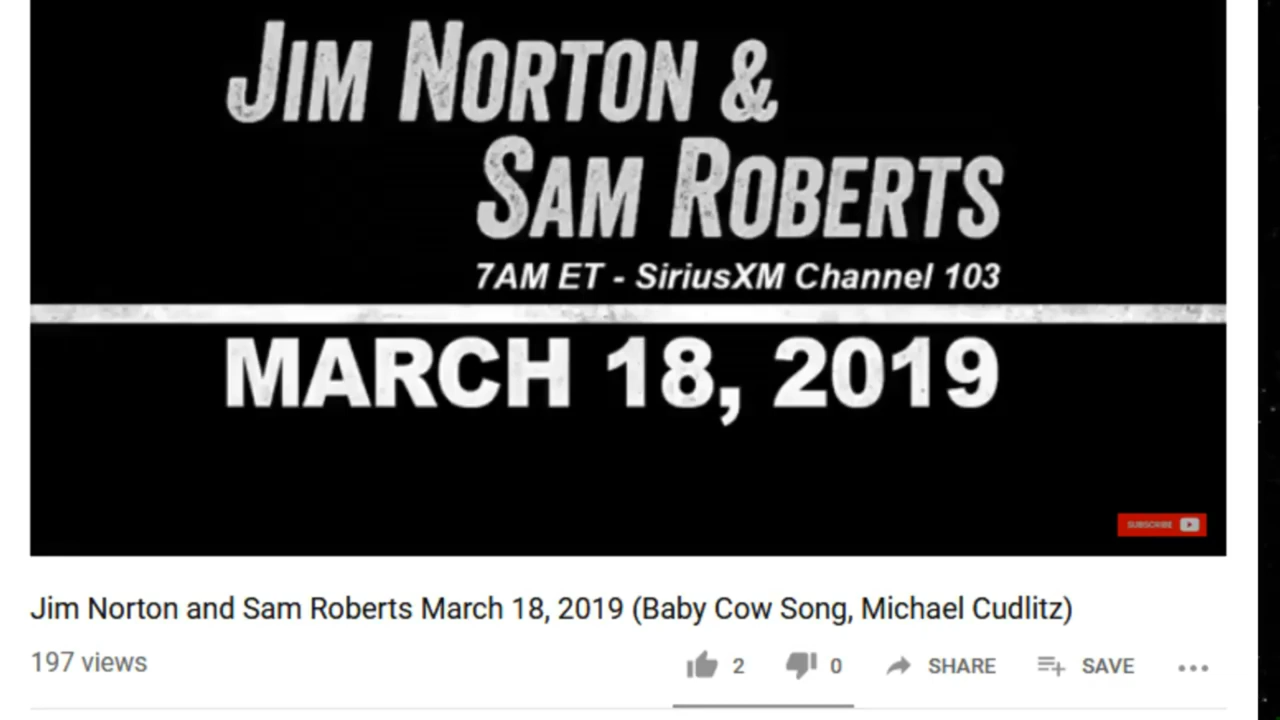 JIM NORTON &
SAM ROBERTS
7AM ET - SiriusXM Channel 103
MARCH 18, 2019
SUBSCRIBE
Jim Norton and Sam Roberts March 18, 2019 (Baby Cow Song, Michael Cudlitz)
197 views 2 0 SHARE SAVE